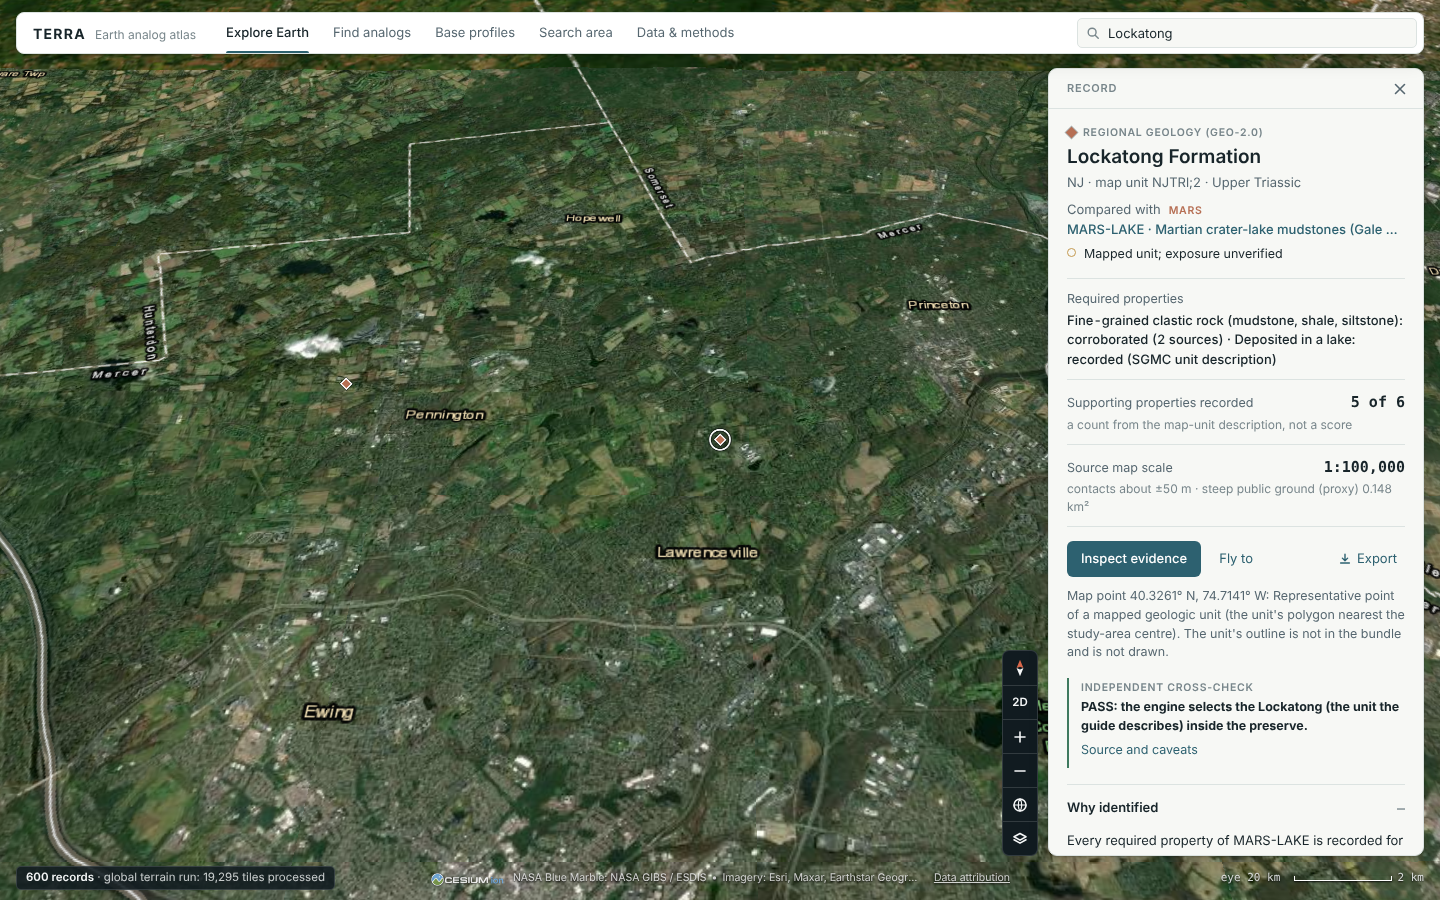 TERRA Earth analog atlas Explore Earth Find analogs Base profiles Search area Data & methods Lockatong
RECORD
REGIONAL GEOLOGY (GEO-2.0)
Lockatong Formation
NJ · map unit NJTRl;2 · Upper Triassic
Compared with MARS
MARS-LAKE · Martian crater-lake mudstones (Gale ...
Mapped unit; exposure unverified
Required properties
Fine-grained clastic rock (mudstone, shale, siltstone):
corroborated (2 sources) · Deposited in a lake:
recorded (SGMC unit description)
Supporting properties recorded 5 of 6
a count from the map-unit description, not a score
Source map scale 1:100,000
contacts about ±50 m · steep public ground (proxy) 0.148
km²
Inspect evidence Fly to Export
Map point 40.3261° N, 74.7141° W: Representative point
of a mapped geologic unit (the unit's polygon nearest the
study-area centre). The unit's outline is not in the bundle
and is not drawn.
INDEPENDENT CROSS-CHECK
PASS: the engine selects the Lockatong (the unit the
guide describes) inside the preserve.
Source and caveats
Why identified –
Every required property of MARS-LAKE is recorded for
Somerset
Hopewell
Mercer
Princeton
Hunterdon
Mercer
Pennington
Lawrenceville
Ewing
2D
600 records · global terrain run: 19,295 tiles processed
CESIUM NASA Blue Marble: NASA GIBS / ESDIS • Imagery: Esri, Maxar, Earthstar Geogr... Data attribution
eye 20 km 2 km